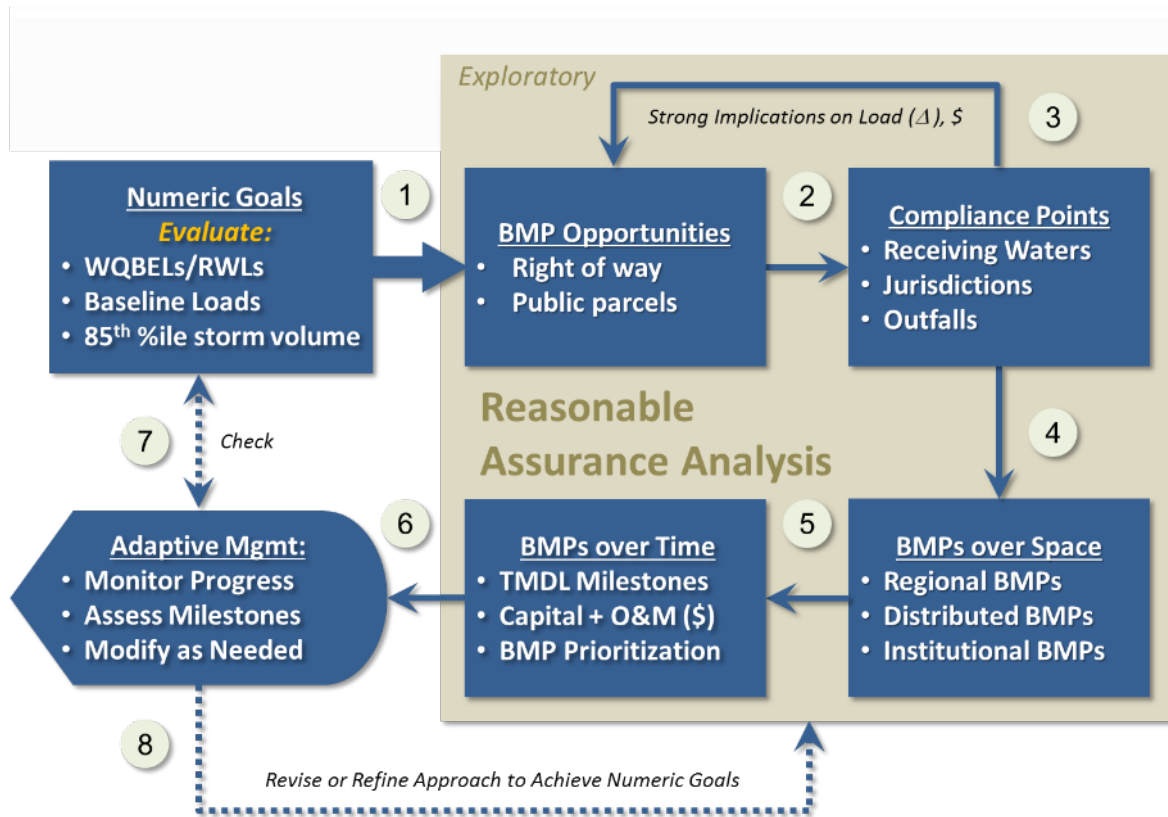 Exploratory
Strong Implications on Load (Δ), $
3
Numeric Goals
Evaluate:
• WQBELs/RWLs
• Baseline Loads
• 85th %ile storm volume
1
BMP Opportunities
• Right of way
• Public parcels
2
Compliance Points
• Receiving Waters
• Jurisdictions
• Outfalls
Reasonable
Assurance Analysis
4
7
Check
Adaptive Mgmt:
• Monitor Progress
• Assess Milestones
• Modify as Needed
6
BMPs over Time
• TMDL Milestones
• Capital + O&M ($)
• BMP Prioritization
5
BMPs over Space
• Regional BMPs
• Distributed BMPs
• Institutional BMPs
8
Revise or Refine Approach to Achieve Numeric Goals